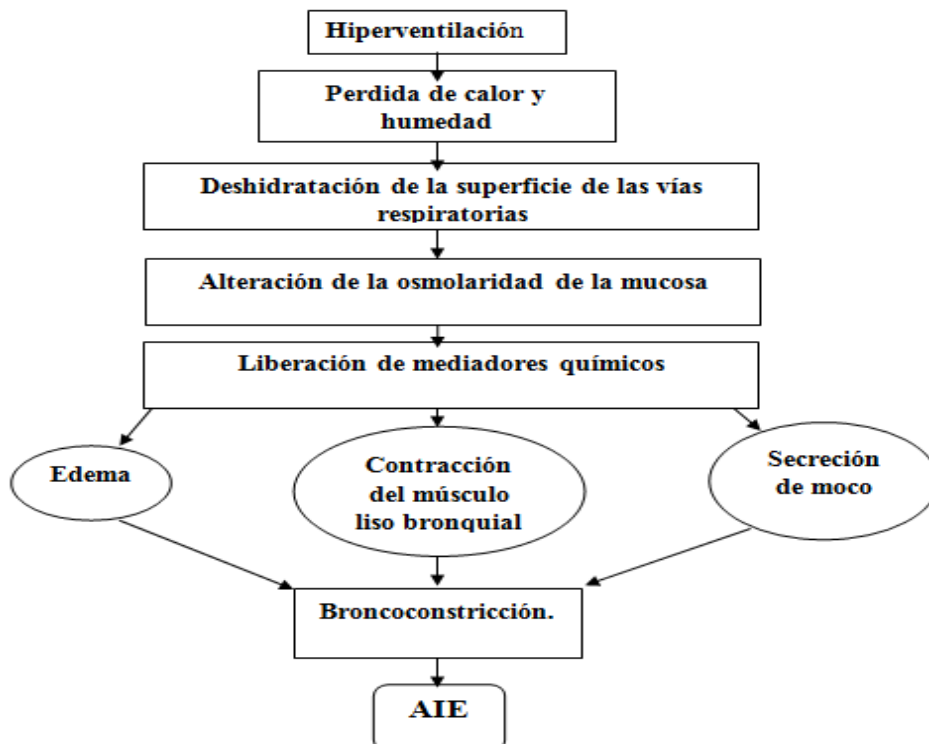 Hiperventilación
Perdida de calor y
humedad
Deshidratación de la superficie de las vías
respiratorias
Alteración de la osmolaridad de la mucosa
Liberación de mediadores químicos
Edema
Contracción
del músculo
liso bronquial
Secreción
de moco
Broncoconstricción.
AIE